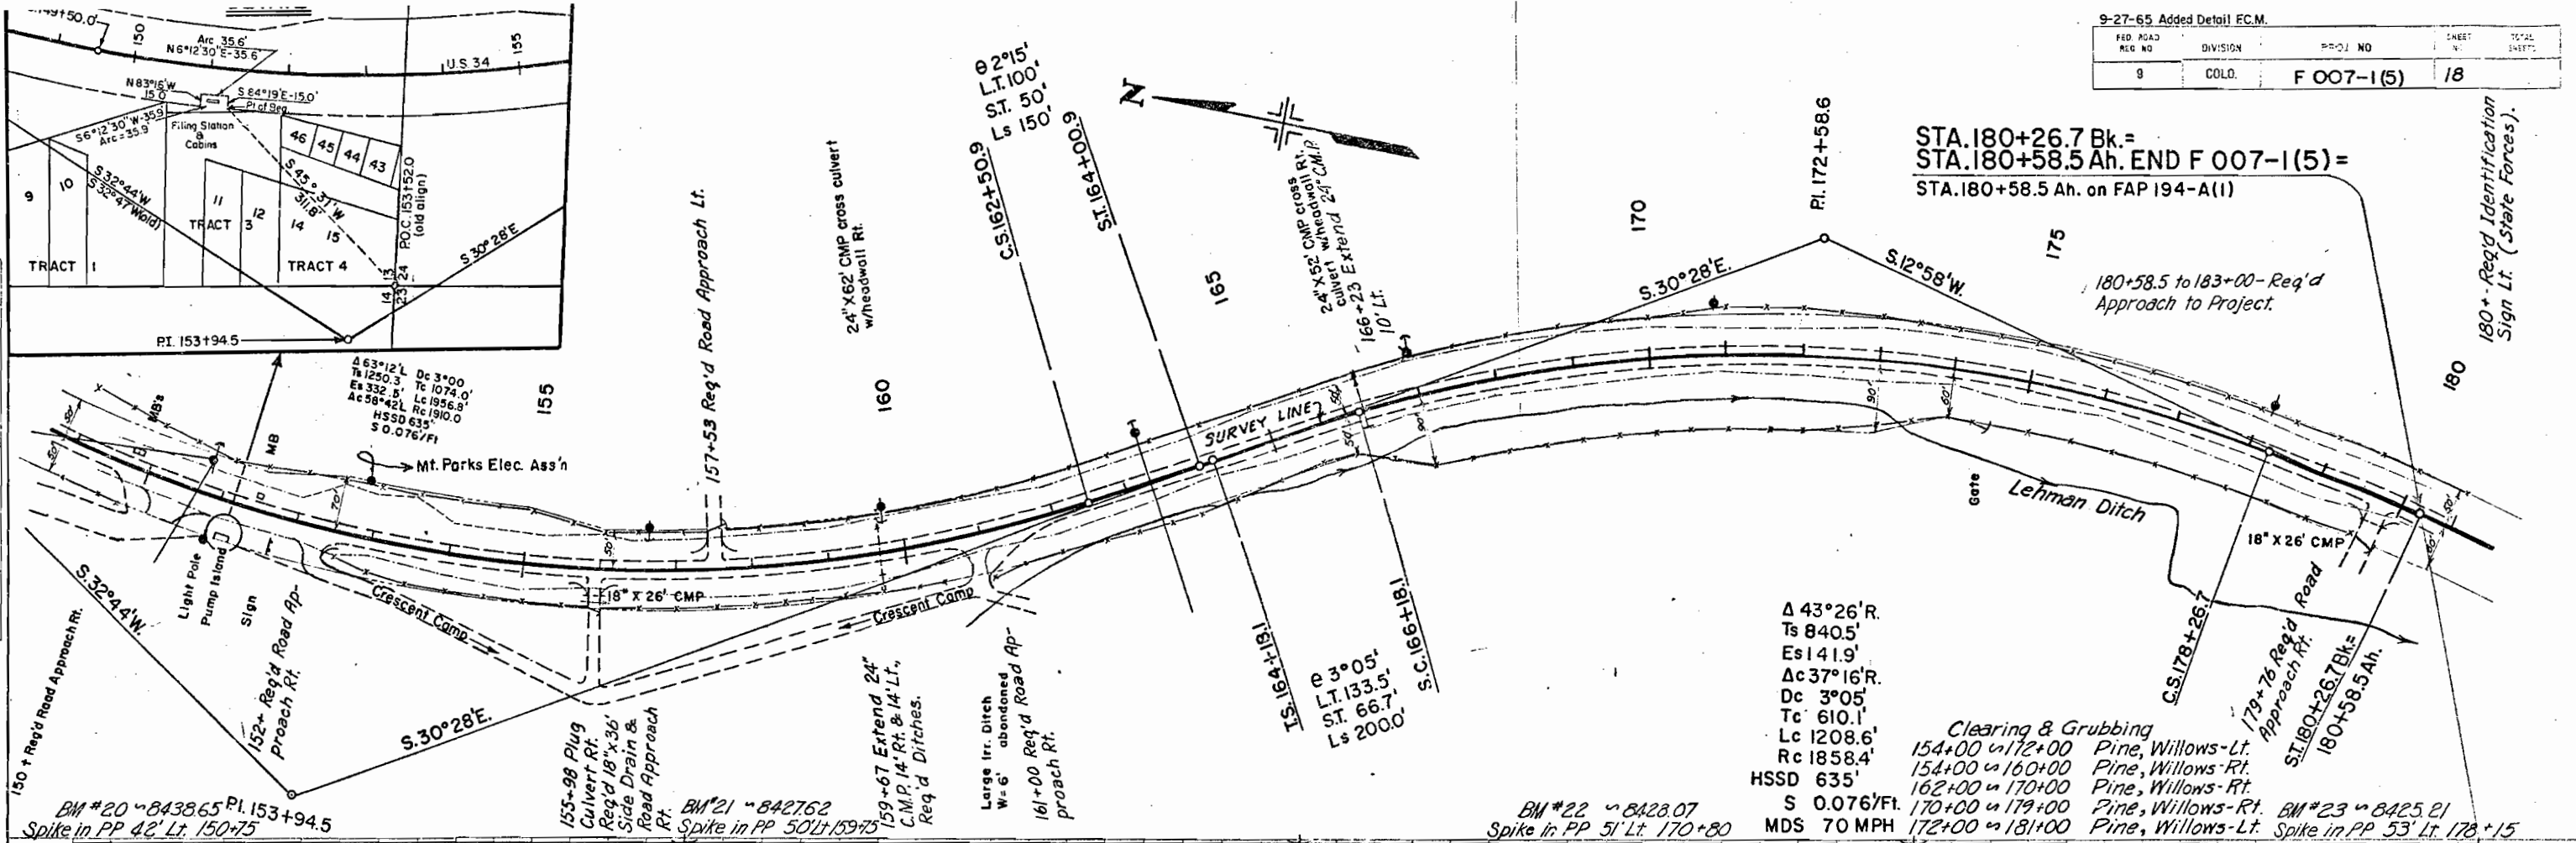 150
Arc 35.6'
N6°12'30"E-35.6
155
U.S. 34
N 83°16'W
15.0
S 84°19'E-15.0'
Pt of Beg.
S6°12'30"W-35.9
Arc = 35.9'
Filing Station
&
Cabins
46
45
44
43
9
10
S 32°44'W
S 32°47 W(old)
S 45°31'W
311.8'
11
12
TRACT 3
14
15
TRACT 1
TRACT 4
P.O.C. 153+52.0
(old align)
14 13
23 24
S 30°28'E
P.I. 153+94.5
Δ 63°12'L Dc 3°00
Ts 1250.3' Tc 1074.0'
Es 332.5' Lc 1956.8'
Ac 58°42'L Rc 1910.0
HSSD 635'
S 0.076'/Ft
9-27-65 Added Detail F.C.M.
FED. ROAD
REG. NO
DIVISION
PROJ. NO
SHEET
NO.
TOTAL
SHEETS
9
COLO.
F 007-1(5)
18
STA.180+26.7 Bk.=
STA.180+58.5 Ah. END F 007-1(5)=
STA.180+58.5 Ah. on FAP 194-A(1)
180+- Req'd Identification
Sign Lt. (State Forces).
180+58.5 to 183+00-Req'd
Approach to Project.
N
θ 2°15'
L.T. 100'
S.T. 50'
Ls 150'
C.S. 162+50.9
S.T. 164+00.9
24"X62' CMP cross culvert
w/headwall Rt.
157+53 Req'd Road Approach Lt.
24"X52' CMP cross
culvert w/headwall Rt.
166+23 Extend 24" C.M.P.
10' Lt.
P.I. 172+58.6
S.30°28'E.
S.12°58'W.
155
160
165
170
175
180
MB's
MB
Mt. Parks Elec. Ass'n
50'
50'
70'
50'
50'
50'
90'
90'
60'
50'
60'
SURVEY LINE
Gate
Lehman Ditch
18" X 26' CMP
Light Pole
Pump Island
Sign
Crescent Camp
18" X 26' CMP
Crescent Camp
S.32°44'W.
S.30°28'E.
150+ Req'd Road Approach Rt.
152+ Req'd Road Ap-
proach Rt.
155+98 Plug
Culvert Rt.
Req'd 18"x36'
Side Drain &
Road Approach
Rt.
159+67 Extend 24"
C.M.P. 14' Rt. & 14' Lt.,
Req'd Ditches.
Large Irr. Ditch
W= 6' abandoned
161+00 Req'd Road Ap-
proach Rt.
T.S. 164+18.1
θ 3°05'
L.T. 133.5'
S.T. 66.7'
Ls 200.0'
S.C. 166+18.1
Δ 43°26'R.
Ts 840.5'
Es 141.9'
Δc 37°16'R.
Dc 3°05'
Tc 610.1'
Lc 1208.6'
Rc 1858.4'
HSSD 635'
S 0.076'/Ft.
MDS 70 MPH
C.S. 178+26.7
179+76 Req'd Road
Approach Rt.
S.T. 180+26.7 Bk.=
180+58.5 Ah.
Clearing & Grubbing
154+00 ~ 172+00 Pine, Willows-Lt.
154+00 ~ 160+00 Pine, Willows-Rt.
162+00 ~ 170+00 Pine, Willows-Rt.
170+00 ~ 179+00 Pine, Willows-Rt.
172+00 ~ 181+00 Pine, Willows-Lt.
BM #20 ~ 8438.65
Spike in PP 42' Lt. 150+75
P.I. 153+94.5
BM #21 ~ 8427.62
Spike in PP 50' Lt 159+75
BM #22 ~ 8428.07
Spike in PP 51' Lt 170+80
BM #23 ~ 8425.21
Spike in PP 53' Lt. 178+15